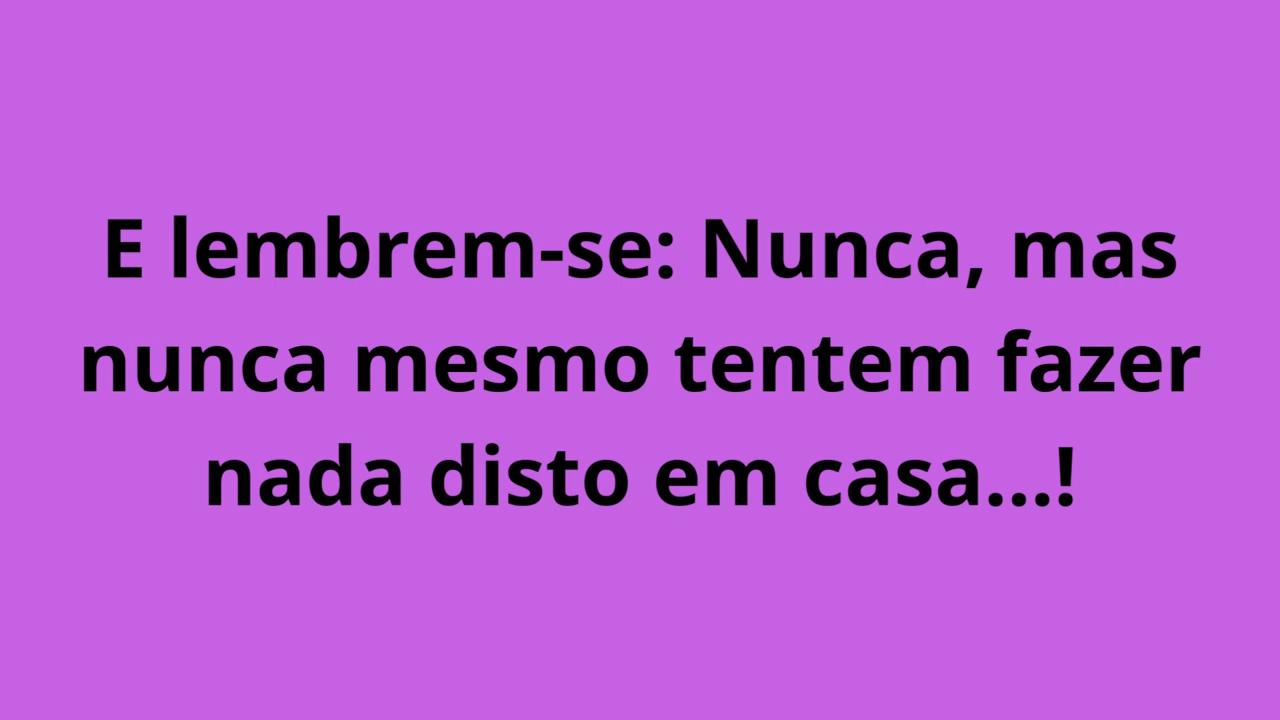 E lembrem-se: Nunca, mas
nunca mesmo tentem fazer
nada disto em casa...!